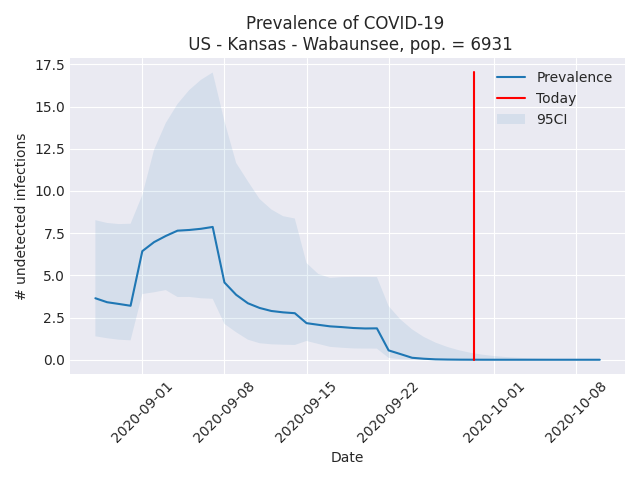 Prevalence of COVID-19
US - Kansas - Wabaunsee, pop. = 6931
17.5
15.0
12.5
10.0
7.5
5.0
2.5
0.0
# undetected infections
Prevalence
Today
95CI
2020-09-01
2020-09-08
2020-09-15
2020-09-22
2020-10-01
2020-10-08
Date